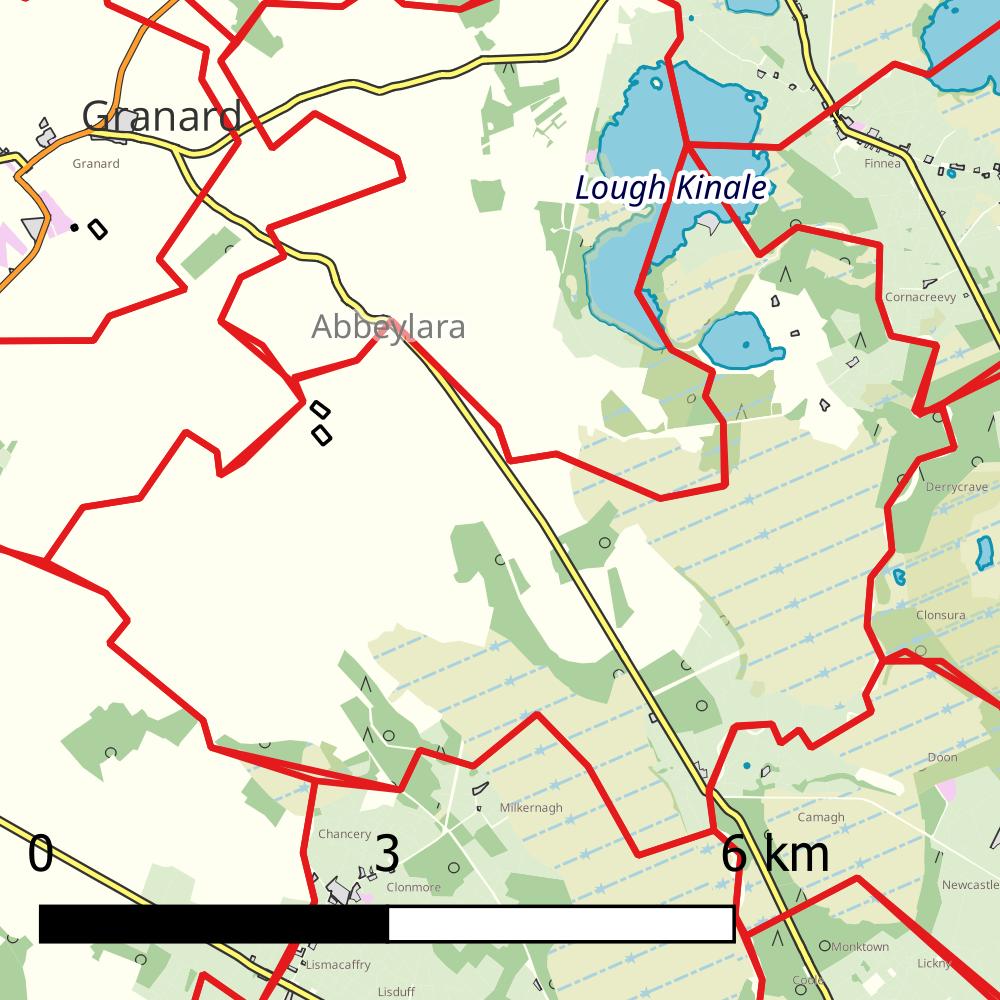 Granard
Granard
Finnea
Lough Kinale
Cornacreevy
Abbeylara
Derrycrave
Clonsura
Doon
Milkernagh
Camagh
Chancery
0 3 6 km
Clonmore
Newcastle
Monktown
Lismacaffry
Lickny
Coole
Lisduff